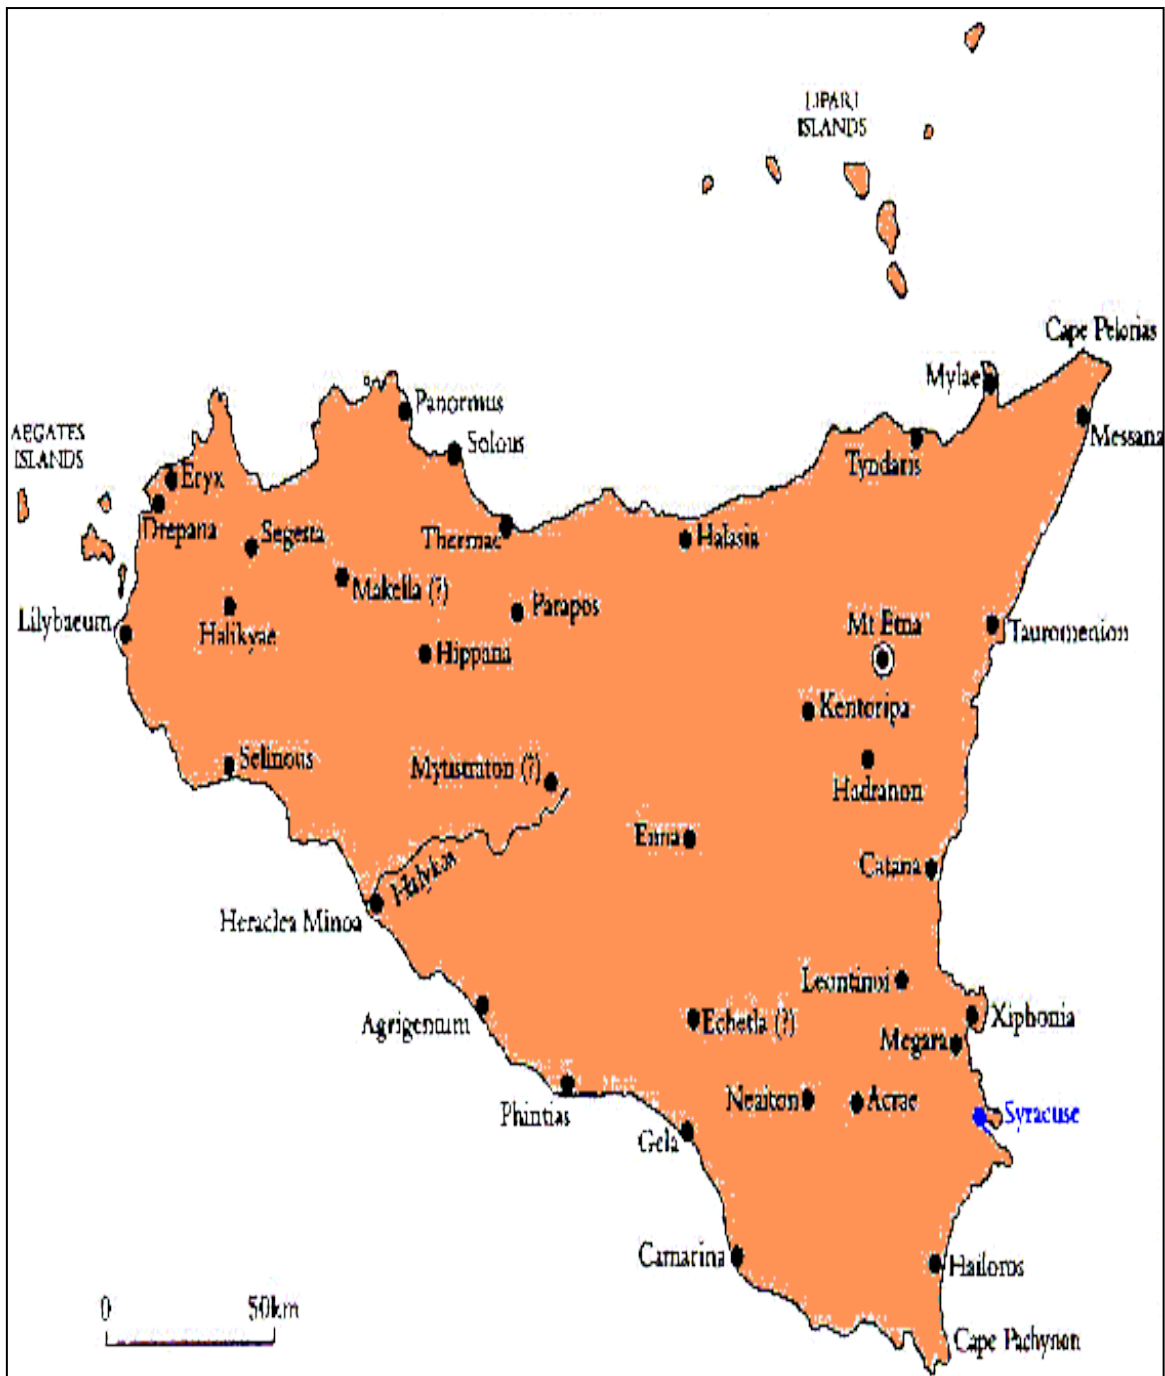 LIPARI
ISLANDS
Cape Pelorias
Mylae
Panormus
Messana
AEGATES
ISLANDS
Solous
Tyndaris
Eryx
Drepana
Segesta
Thermae
Halasia
Makella (?)
Parapos
Lilybaeum
Halikyae
Mt Etna
Tauromenion
Hippana
Kentoripa
Selinous
Mytistraton (?)
Hadranon
Enna
Catana
Halykos
Heraclea Minoa
Leontinoi
Agrigentum
Echetla (?)
Xiphonia
Megara
Neaiton
Acrae
Syracuse
Phintias
Gela
Camarina
Hailoros
0
50km
Cape Pachynon